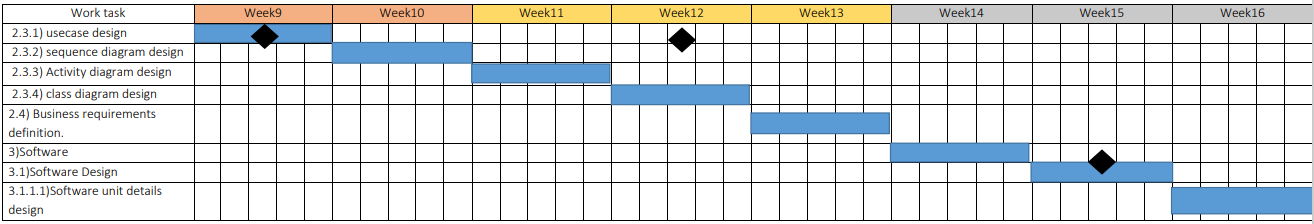 Work task Week9 Week10 Week11 Week12 Week13 Week14 Week15 Week16
2.3.1) usecase design
2.3.2) sequence diagram design
2.3.3) Activity diagram design
2.3.4) class diagram design
2.4) Business requirements
definition.
3)Software
3.1)Software Design
3.1.1.1)Software unit details
design